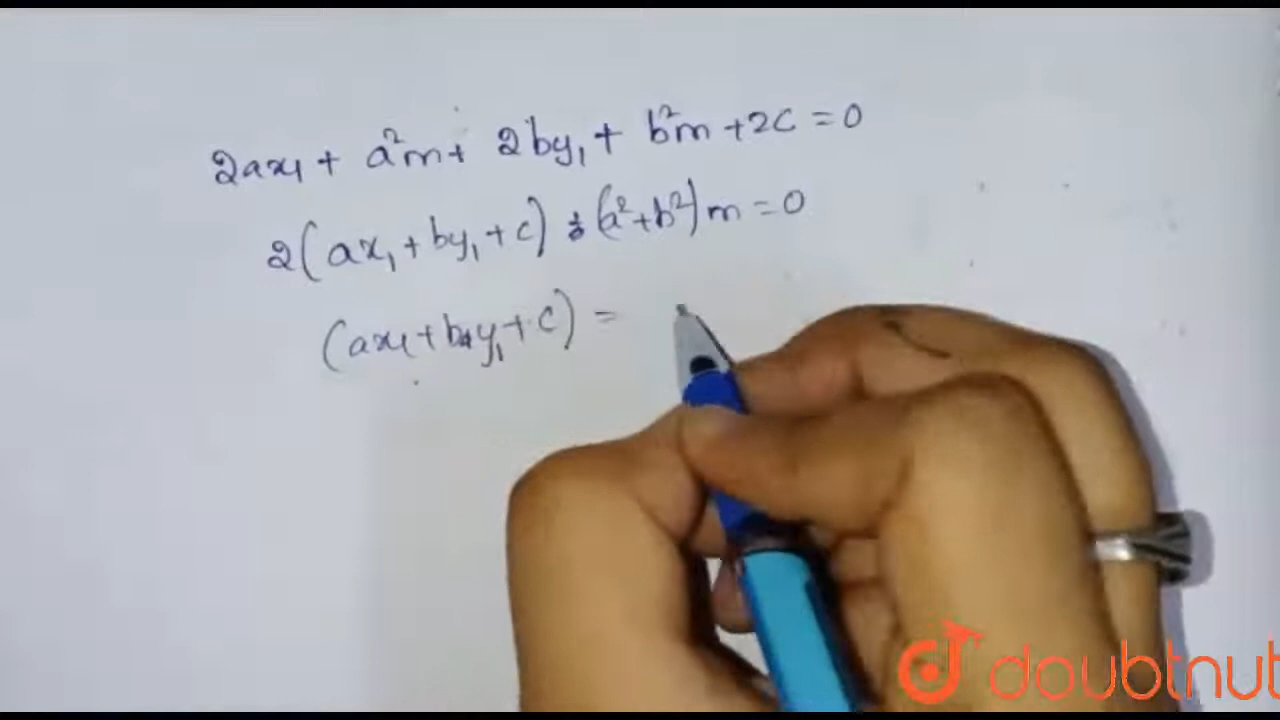 2ax₁ + a²m + 2by₁ + b²m + 2c = 0
2(ax₁ + by₁ + c) + (a² + b²)m = 0
(ax₁ + by₁ + c) =
doubtnut